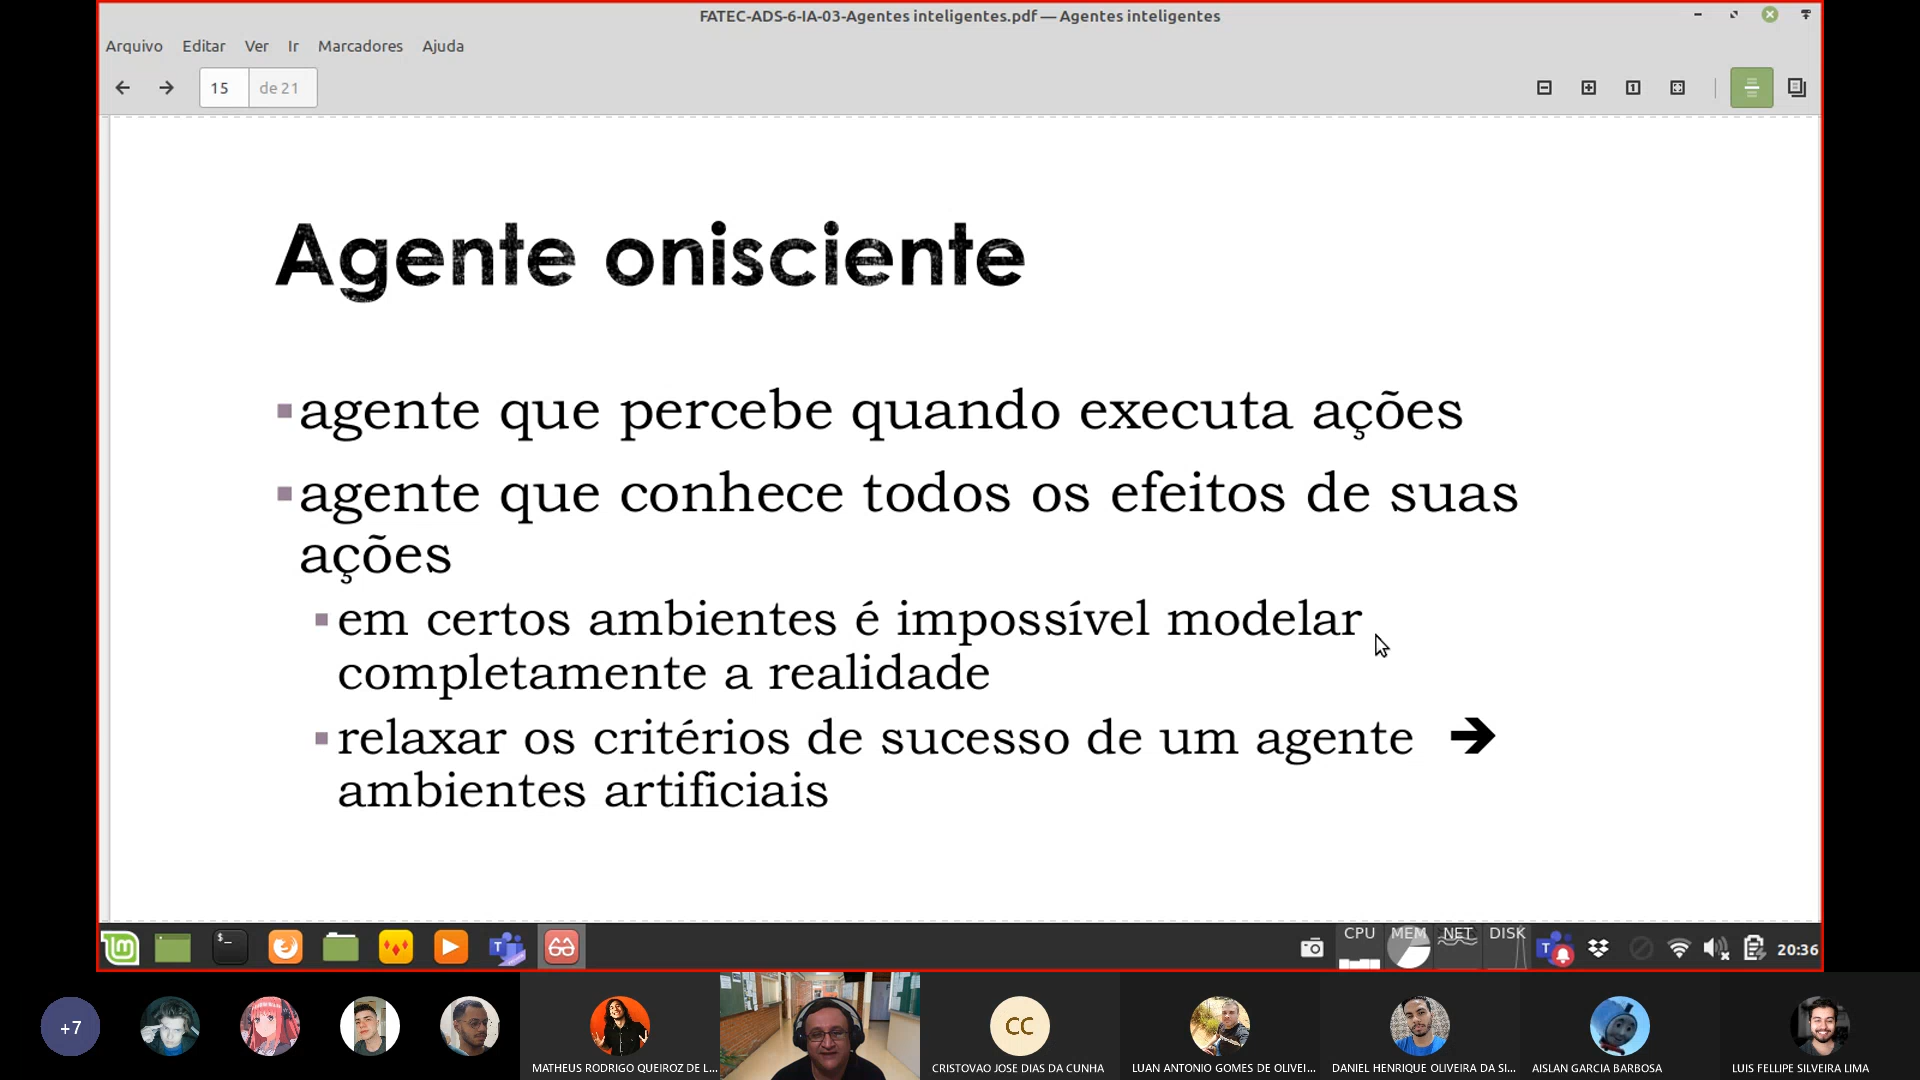 FATEC-ADS-6-IA-03-Agentes inteligentes.pdf — Agentes inteligentes
Arquivo Editar Ver Ir Marcadores Ajuda
15 de 21
Agente onisciente
▪agente que percebe quando executa ações
▪agente que conhece todos os efeitos de suas
ações
▪em certos ambientes é impossível modelar
completamente a realidade
▪relaxar os critérios de sucesso de um agente ➔
ambientes artificiais
CPU MEM NET DISK
20:36
+7
CC
MATHEUS RODRIGO QUEIROZ DE L...
CRISTOVAO JOSE DIAS DA CUNHA
LUAN ANTONIO GOMES DE OLIVEI...
DANIEL HENRIQUE OLIVEIRA DA SI...
AISLAN GARCIA BARBOSA
LUIS FELLIPE SILVEIRA LIMA